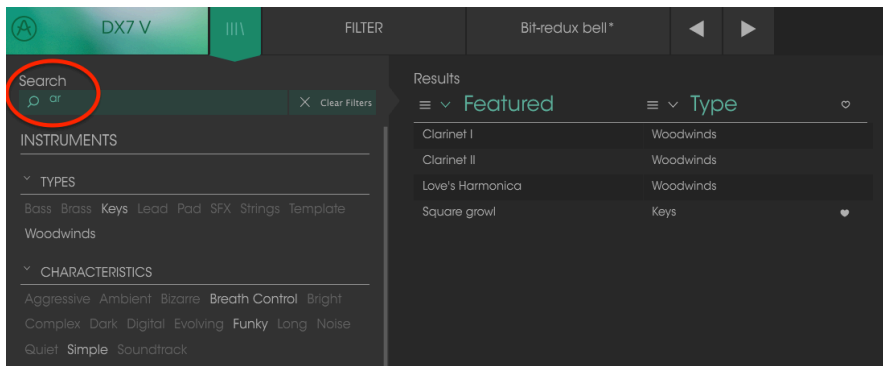 DX7 V FILTER Bit-redux bell*
Search
ar
Clear Filters
INSTRUMENTS
TYPES
Bass Brass Keys Lead Pad SFX Strings Template
Woodwinds
CHARACTERISTICS
Aggressive Ambient Bizarre Breath Control Bright
Complex Dark Digital Evolving Funky Long Noise
Quiet Simple Soundtrack
Results
Featured Type
Clarinet I Woodwinds
Clarinet II Woodwinds
Love's Harmonica Woodwinds
Square growl Keys